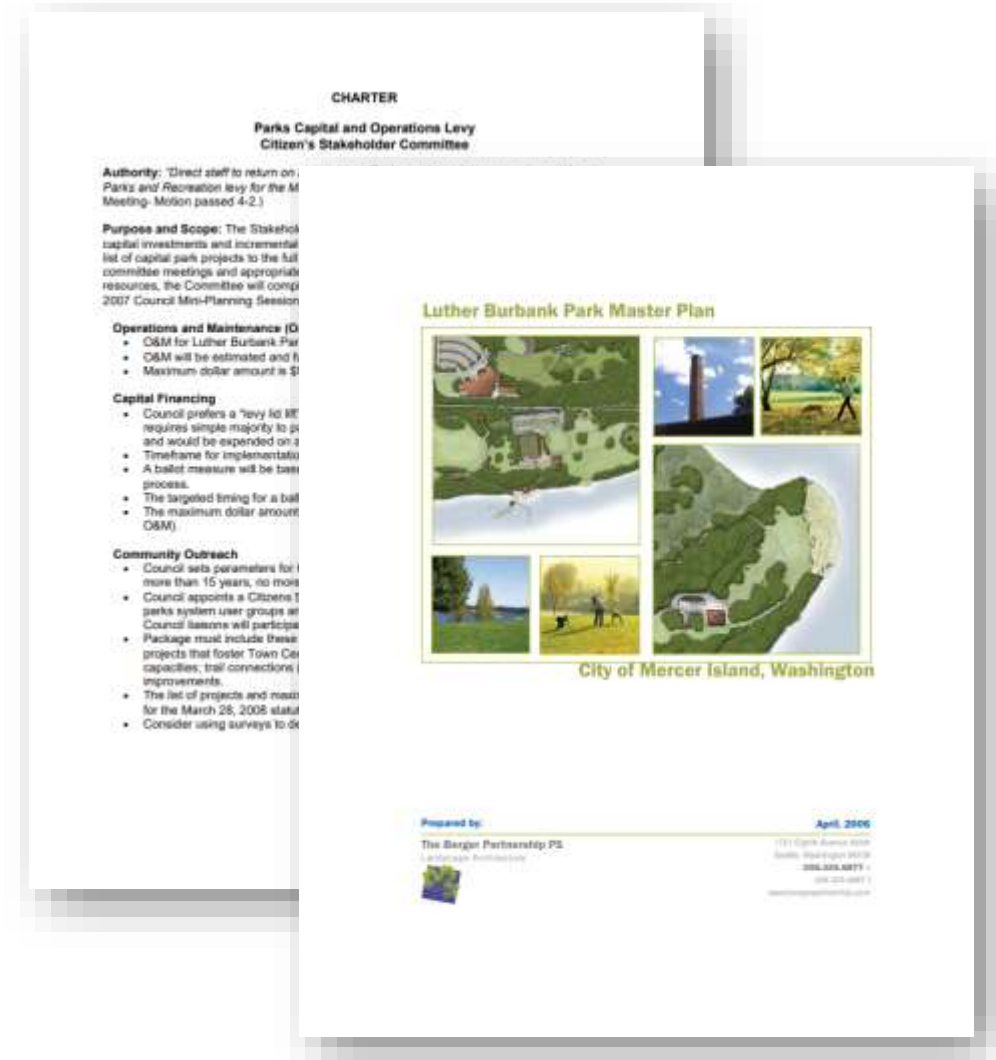 CHARTER
Parks Capital and Operations Levy
Citizen's Stakeholder Committee
Authority: "Direct staff to return on
Parks and Recreation levy for the M
Meeting- Motion passed 4-2.)
Purpose and Scope: The Stakehol
capital investments and incremental
list of capital park projects to the full
committee meetings and appropriate
resources, the Committee will compl
2007 Council Mini-Planning Session
Operations and Maintenance (O
• O&M for Luther Burbank Par
• O&M will be estimated and f
• Maximum dollar amount is $
Capital Financing
• Council prefers a "levy lid lift"
requires simple majority to p
and would be expended on a
• Timeframe for implementatio
• A ballot measure will be base
process.
• The targeted timing for a ball
• The maximum dollar amount
O&M)
Community Outreach
• Council sets parameters for
more than 15 years, no more
• Council appoints a Citizens
parks system user groups an
Council liaisons will participa
• Package must include these
projects that foster Town Cen
capacities; trail connections
improvements.
• The list of projects and maxi
for the March 28, 2008 statut
• Consider using surveys to de
Luther Burbank Park Master Plan
City of Mercer Island, Washington
Prepared by:
April, 2006
The Berger Partnership PS
Landscape Architecture